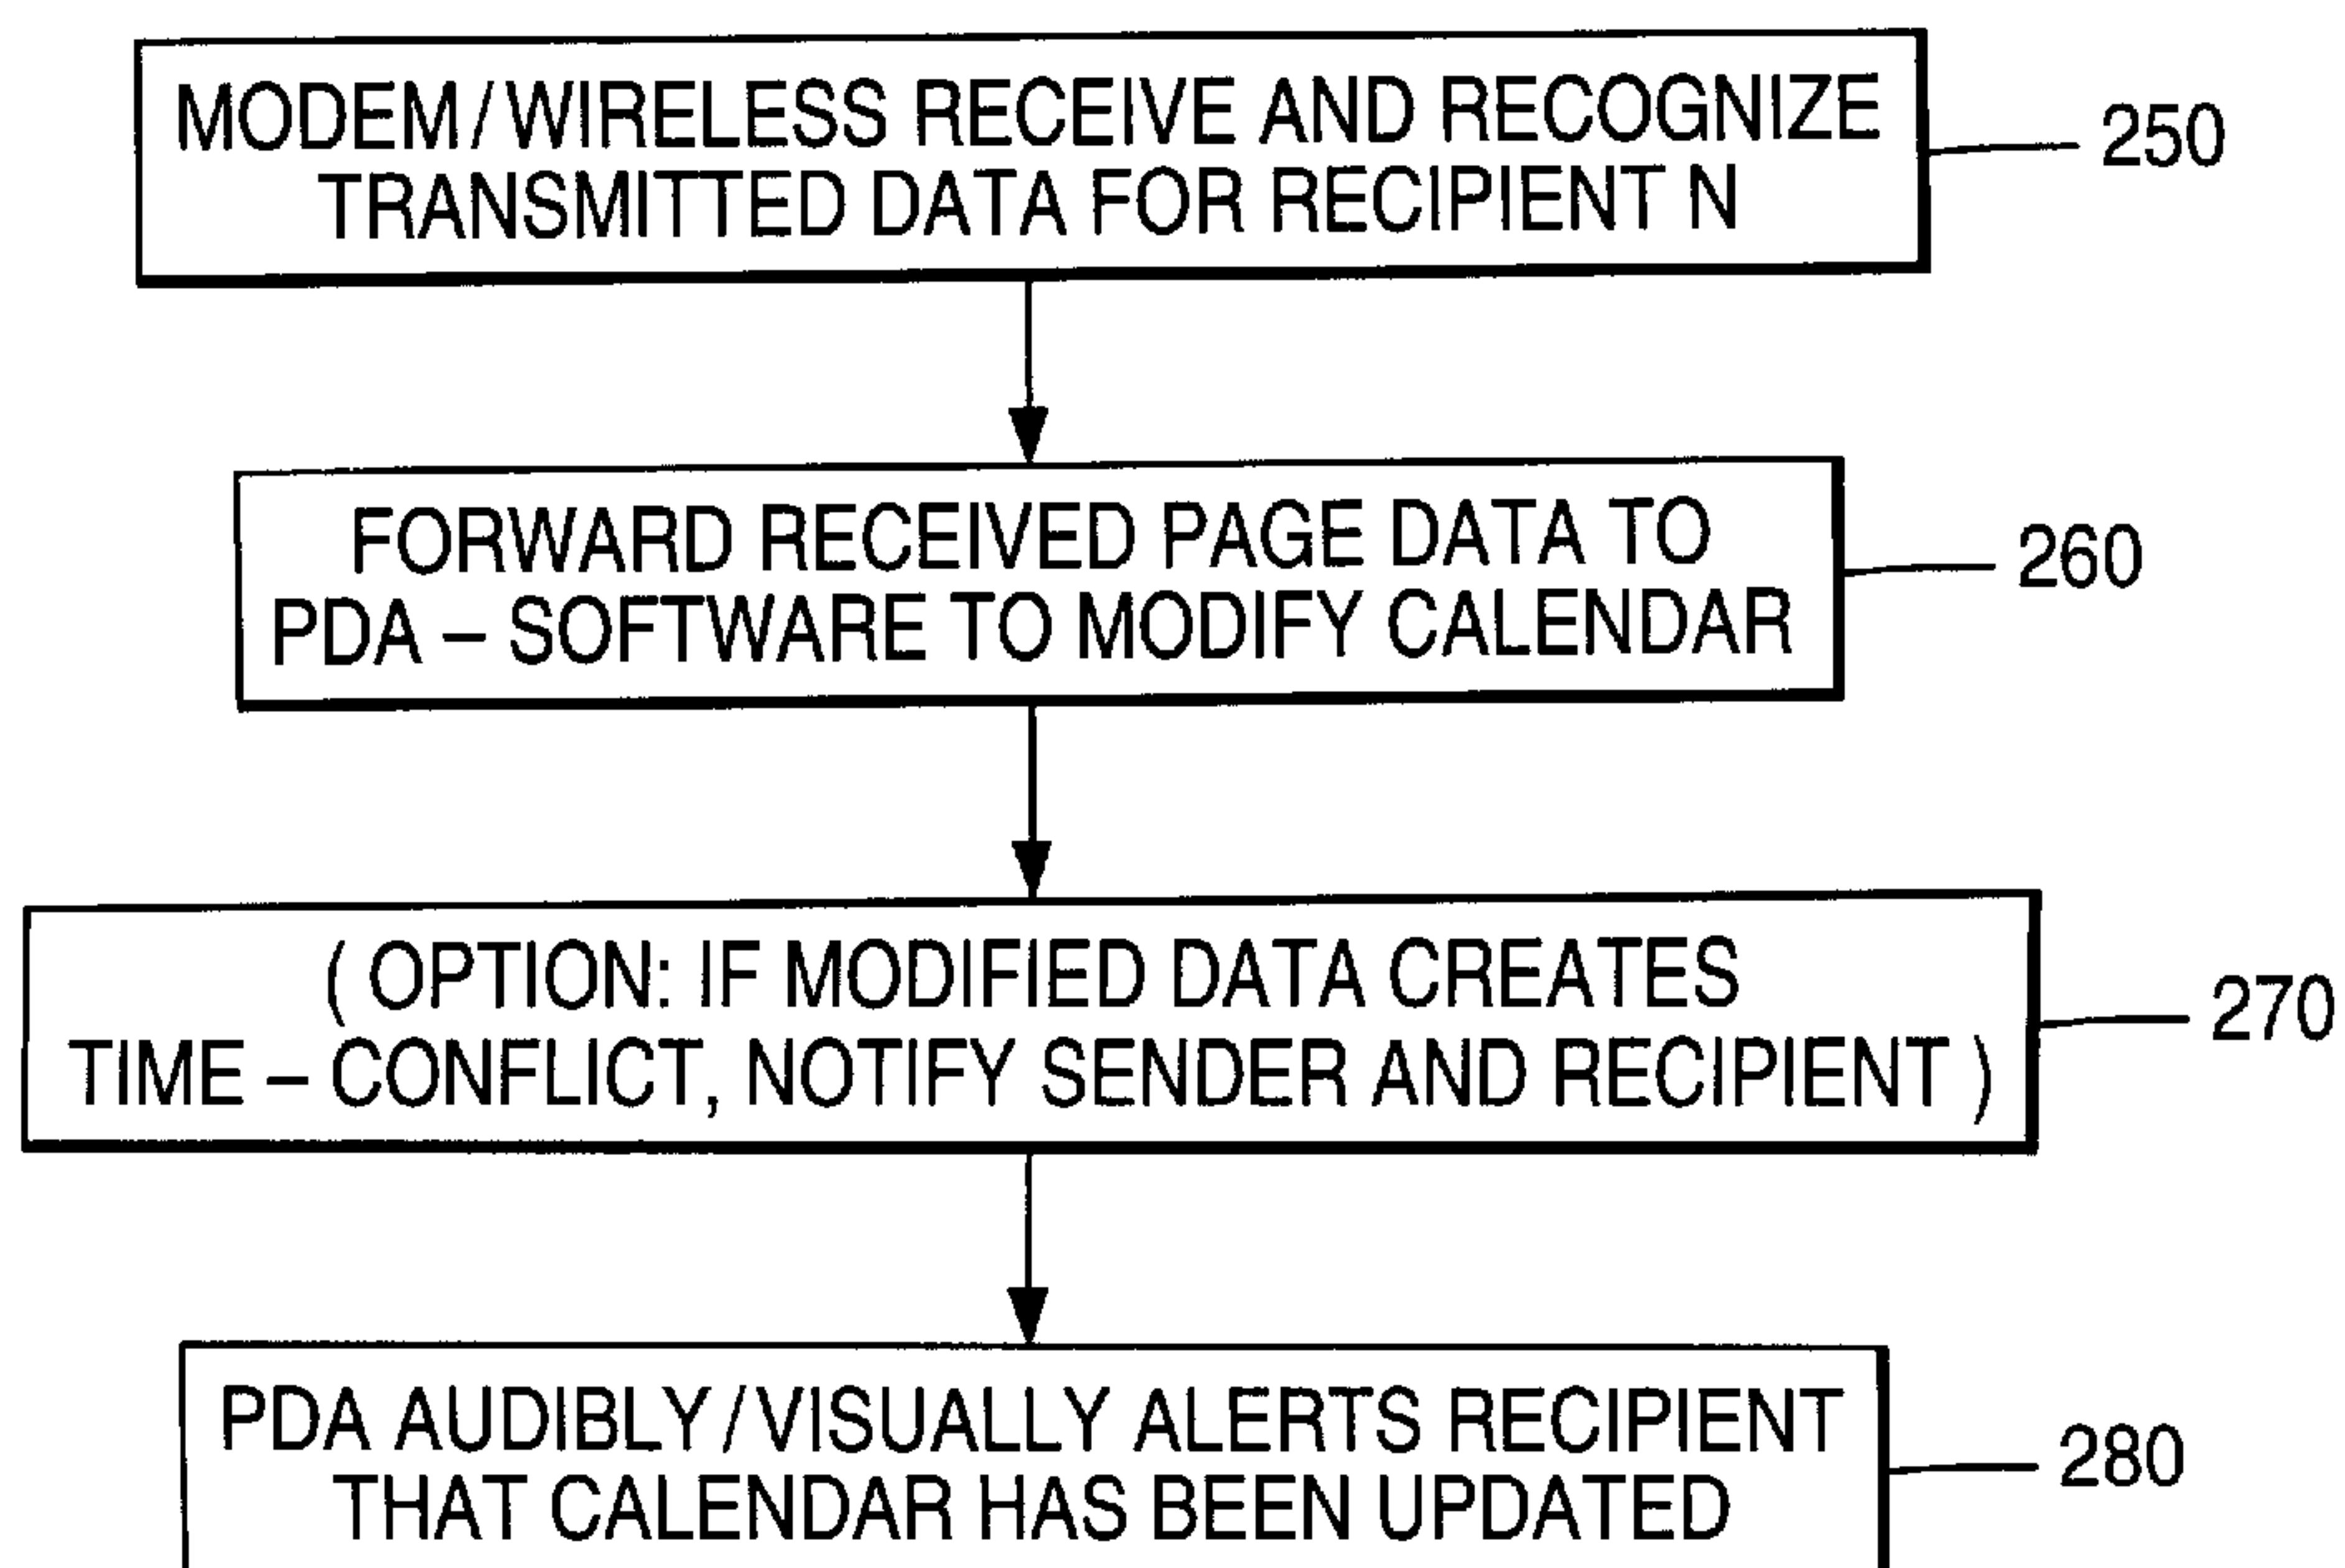 MODEM/WIRELESS RECEIVE AND RECOGNIZE
TRANSMITTED DATA FOR RECIPIENT N
250
FORWARD RECEIVED PAGE DATA TO
PDA – SOFTWARE TO MODIFY CALENDAR
260
( OPTION: IF MODIFIED DATA CREATES
TIME – CONFLICT, NOTIFY SENDER AND RECIPIENT )
270
PDA AUDIBLY/VISUALLY ALERTS RECIPIENT
THAT CALENDAR HAS BEEN UPDATED
280